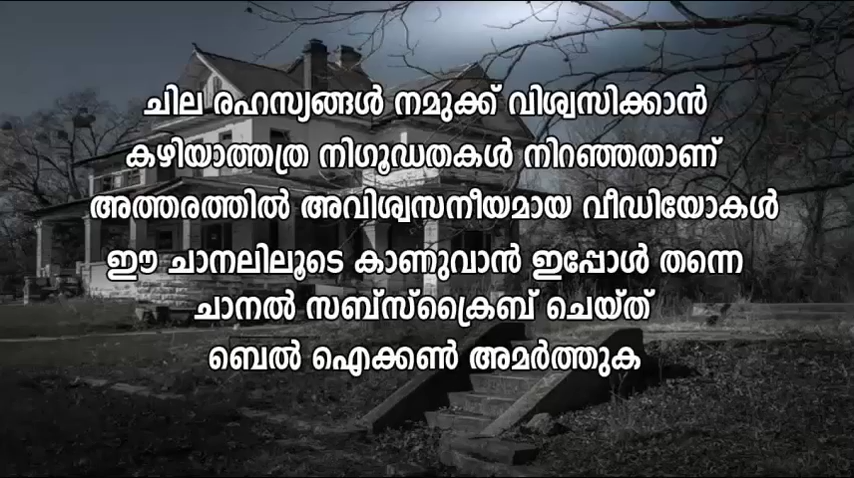 ചില രഹസ്യങ്ങൾ നമുക്ക് വിശ്വസിക്കാൻ
കഴിയാത്തത്ര നിഗൂഡതകൾ നിറഞ്ഞതാണ്
അത്തരത്തിൽ അവിശ്വസനീയമായ വീഡിയോകൾ
ഈ ചാനലിലൂടെ കാണുവാൻ ഇപ്പോൾ തന്നെ
ചാനൽ സബ്സ്ക്രൈബ് ചെയ്ത്
ബെൽ ഐക്കൺ അമർത്തുക